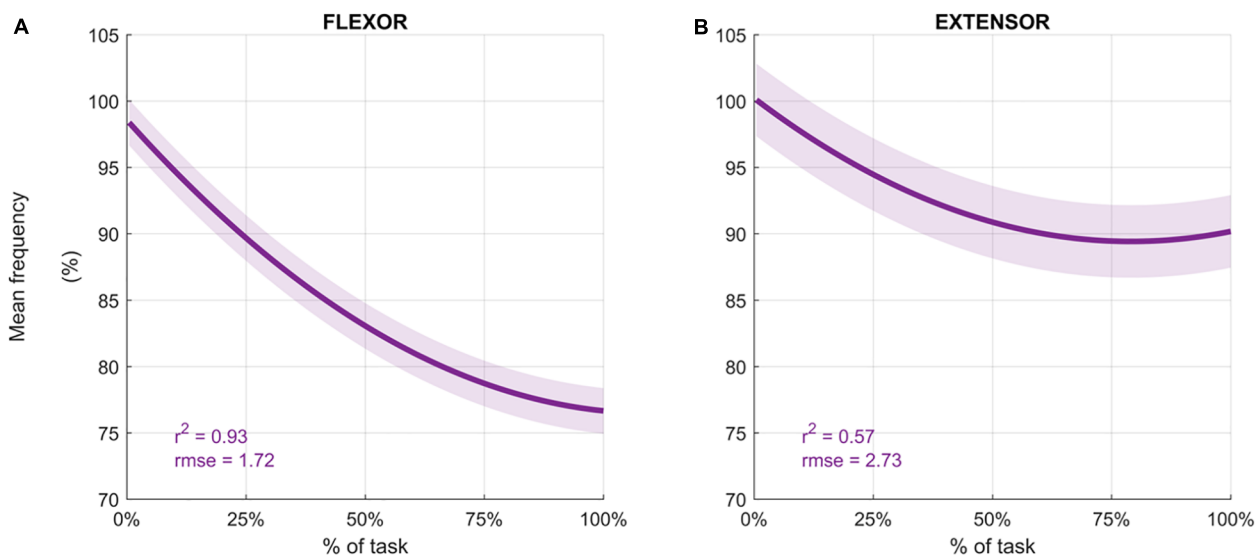 A
FLEXOR
Mean frequency
(%)
105
100
95
90
85
80
75
70
r² = 0.93
rmse = 1.72
0%
25%
50%
75%
100%
% of task
B
EXTENSOR
105
100
95
90
85
80
75
70
r² = 0.57
rmse = 2.73
0%
25%
50%
75%
100%
% of task